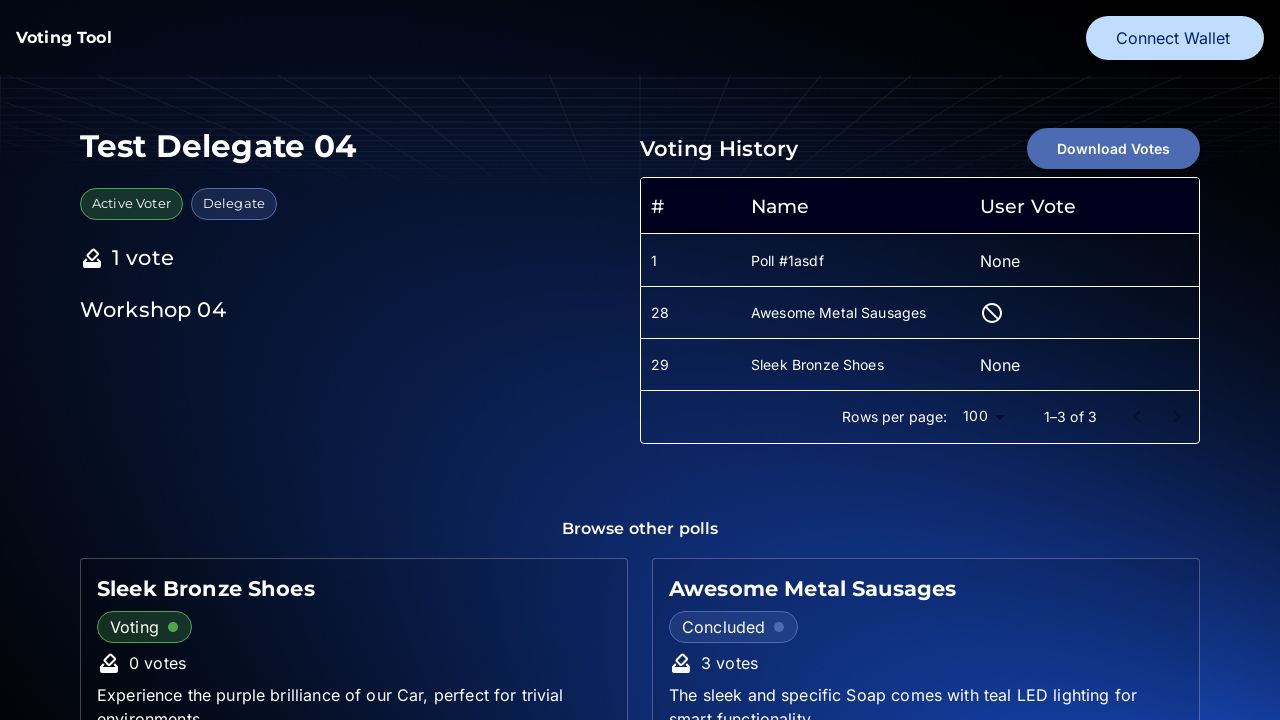 Voting Tool
Connect Wallet
Test Delegate 04
Active Voter
Delegate
1 vote
Workshop 04
Voting History
Download Votes
# Name User Vote
1 Poll #1asdf None
28 Awesome Metal Sausages
29 Sleek Bronze Shoes None
Rows per page: 100 1–3 of 3
Browse other polls
Sleek Bronze Shoes
Voting
0 votes
Experience the purple brilliance of our Car, perfect for trivial
environments
Awesome Metal Sausages
Concluded
3 votes
The sleek and specific Soap comes with teal LED lighting for
smart functionality